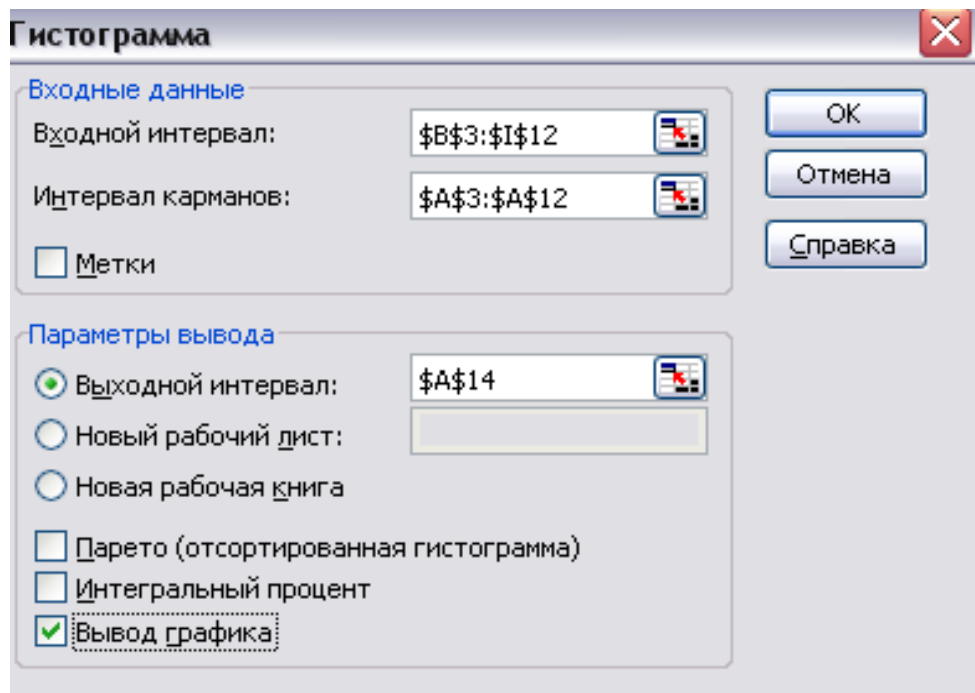 Гистограмма
Входные данные
Входной интервал: $B$3:$I$12
Интервал карманов: $A$3:$A$12
Метки
OK
Отмена
Справка
Параметры вывода
Выходной интервал: $A$14
Новый рабочий лист:
Новая рабочая книга
Парето (отсортированная гистограмма)
Интегральный процент
Вывод графика